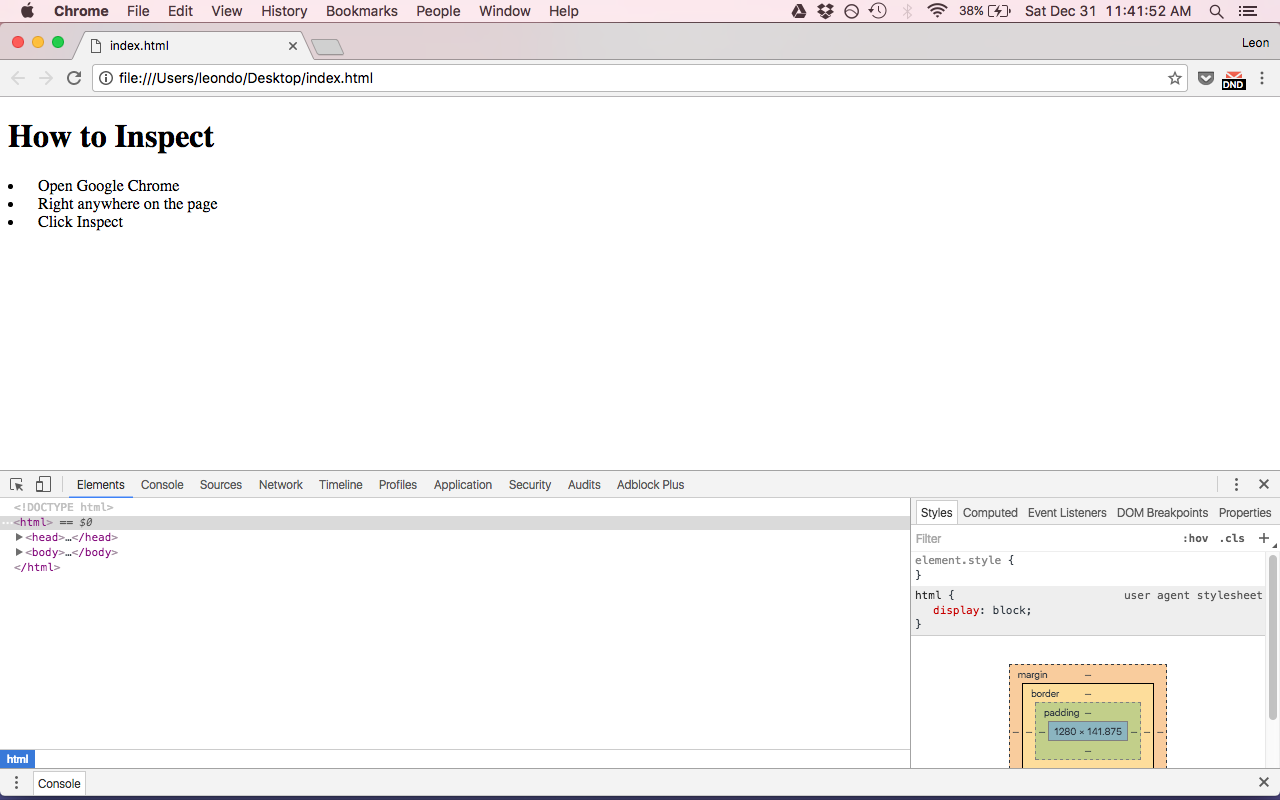 Chrome File Edit View History Bookmarks People Window Help 38% Sat Dec 31 11:41:52 AM
index.html Leon
file:///Users/leondo/Desktop/index.html DND
How to Inspect
• Open Google Chrome
• Right anywhere on the page
• Click Inspect
Elements Console Sources Network Timeline Profiles Application Security Audits Adblock Plus
<!DOCTYPE html>
…<html> == $0
▶<head>…</head>
▶<body>…</body>
</html>
html
Styles Computed Event Listeners DOM Breakpoints Properties
Filter :hov .cls +
element.style {
}
html { user agent stylesheet
display: block;
}
margin –
border –
padding –
– – – 1280 × 141.875 – – –
–
Console